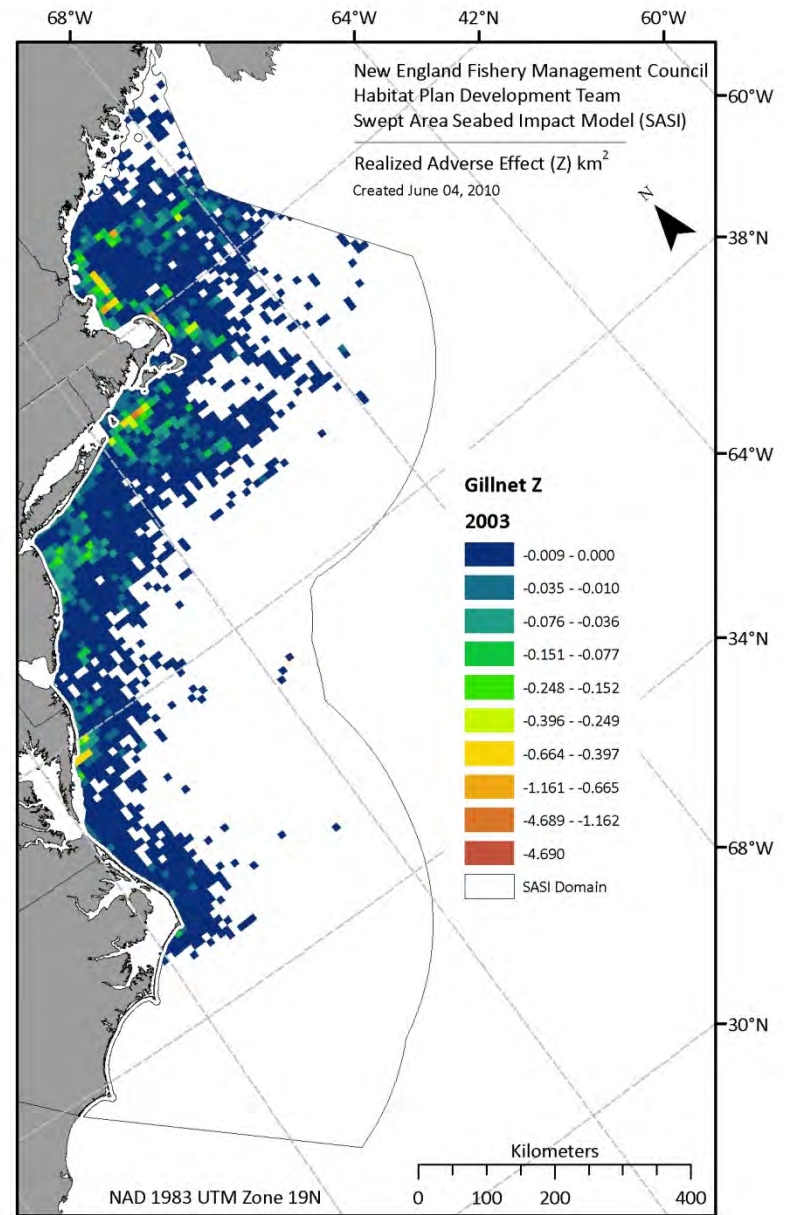 68°W 64°W 42°N 60°W
New England Fishery Management Council
Habitat Plan Development Team
Swept Area Seabed Impact Model (SASI)
Realized Adverse Effect (Z) km²
Created June 04, 2010
N
60°W
38°N
64°W
34°N
68°W
30°N
Gillnet Z
2003
-0.009 - 0.000
-0.035 - -0.010
-0.076 - -0.036
-0.151 - -0.077
-0.248 - -0.152
-0.396 - -0.249
-0.664 - -0.397
-1.161 - -0.665
-4.689 - -1.162
-4.690
SASI Domain
Kilometers
0 100 200 400
NAD 1983 UTM Zone 19N